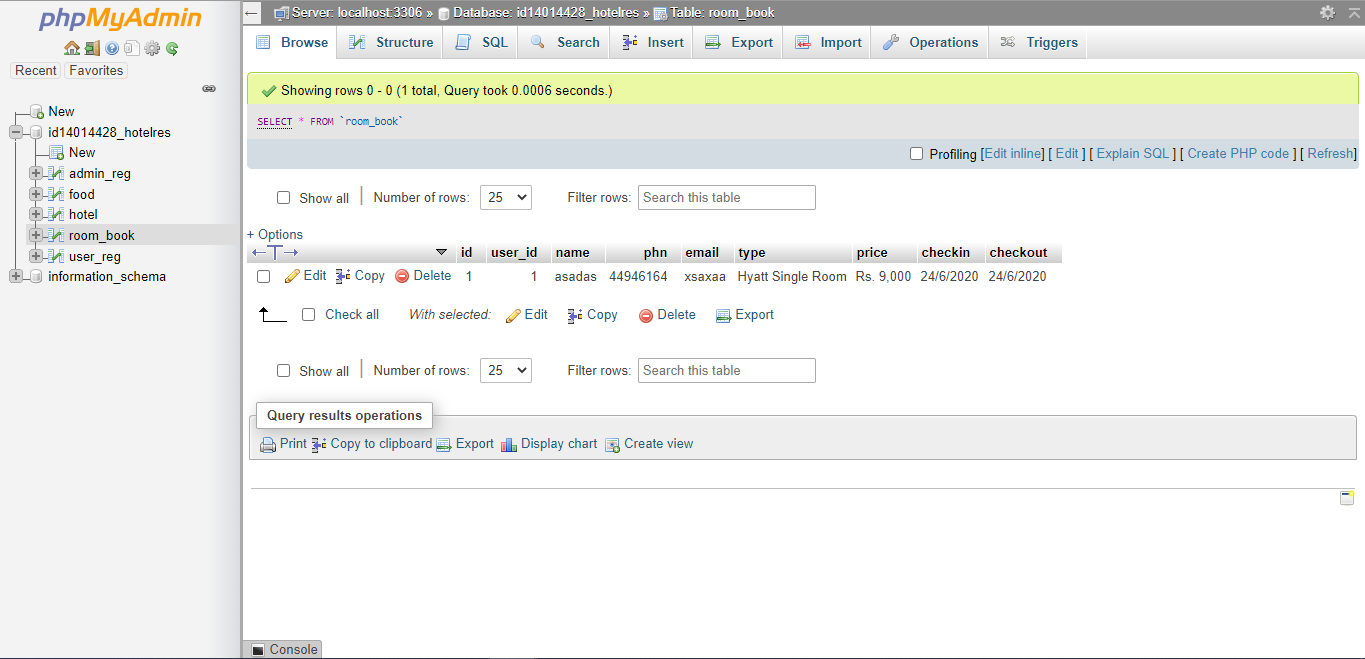 phpMyAdmin
Recent Favorites
New
id14014428_hotelres
New
admin_reg
food
hotel
room_book
user_reg
information_schema
Server: localhost:3306 » Database: id14014428_hotelres » Table: room_book
Browse Structure SQL Search Insert Export Import Operations Triggers
Showing rows 0 - 0 (1 total, Query took 0.0006 seconds.)
SELECT * FROM `room_book`
Profiling [Edit inline] [ Edit ] [ Explain SQL ] [ Create PHP code ] [ Refresh]
Show all Number of rows: 25 Filter rows: Search this table
+ Options
←T→ id user_id name phn email type price checkin checkout
Edit Copy Delete 1 1 asadas 44946164 xsaxaa Hyatt Single Room Rs. 9,000 24/6/2020 24/6/2020
Check all With selected: Edit Copy Delete Export
Show all Number of rows: 25 Filter rows: Search this table
Query results operations
Print Copy to clipboard Export Display chart Create view
Console